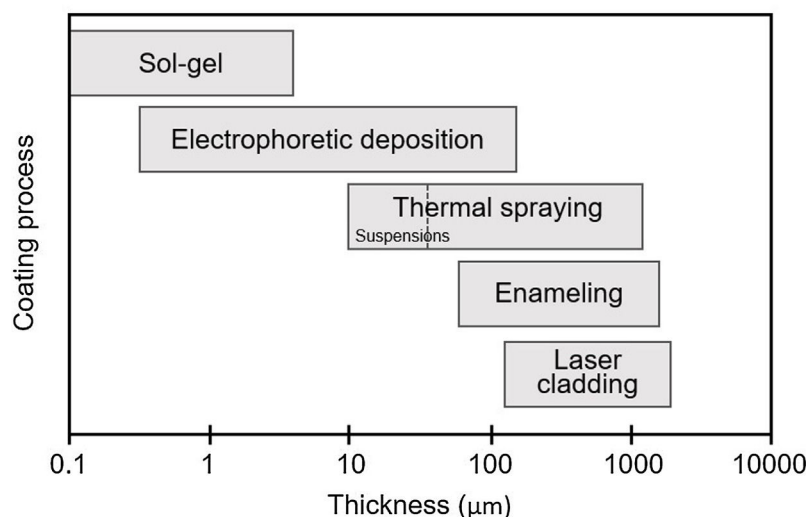 Sol-gel
Electrophoretic deposition
Thermal spraying
Suspensions
Enameling
Laser
cladding
Coating process
0.1 1 10 100 1000 10000
Thickness (μm)